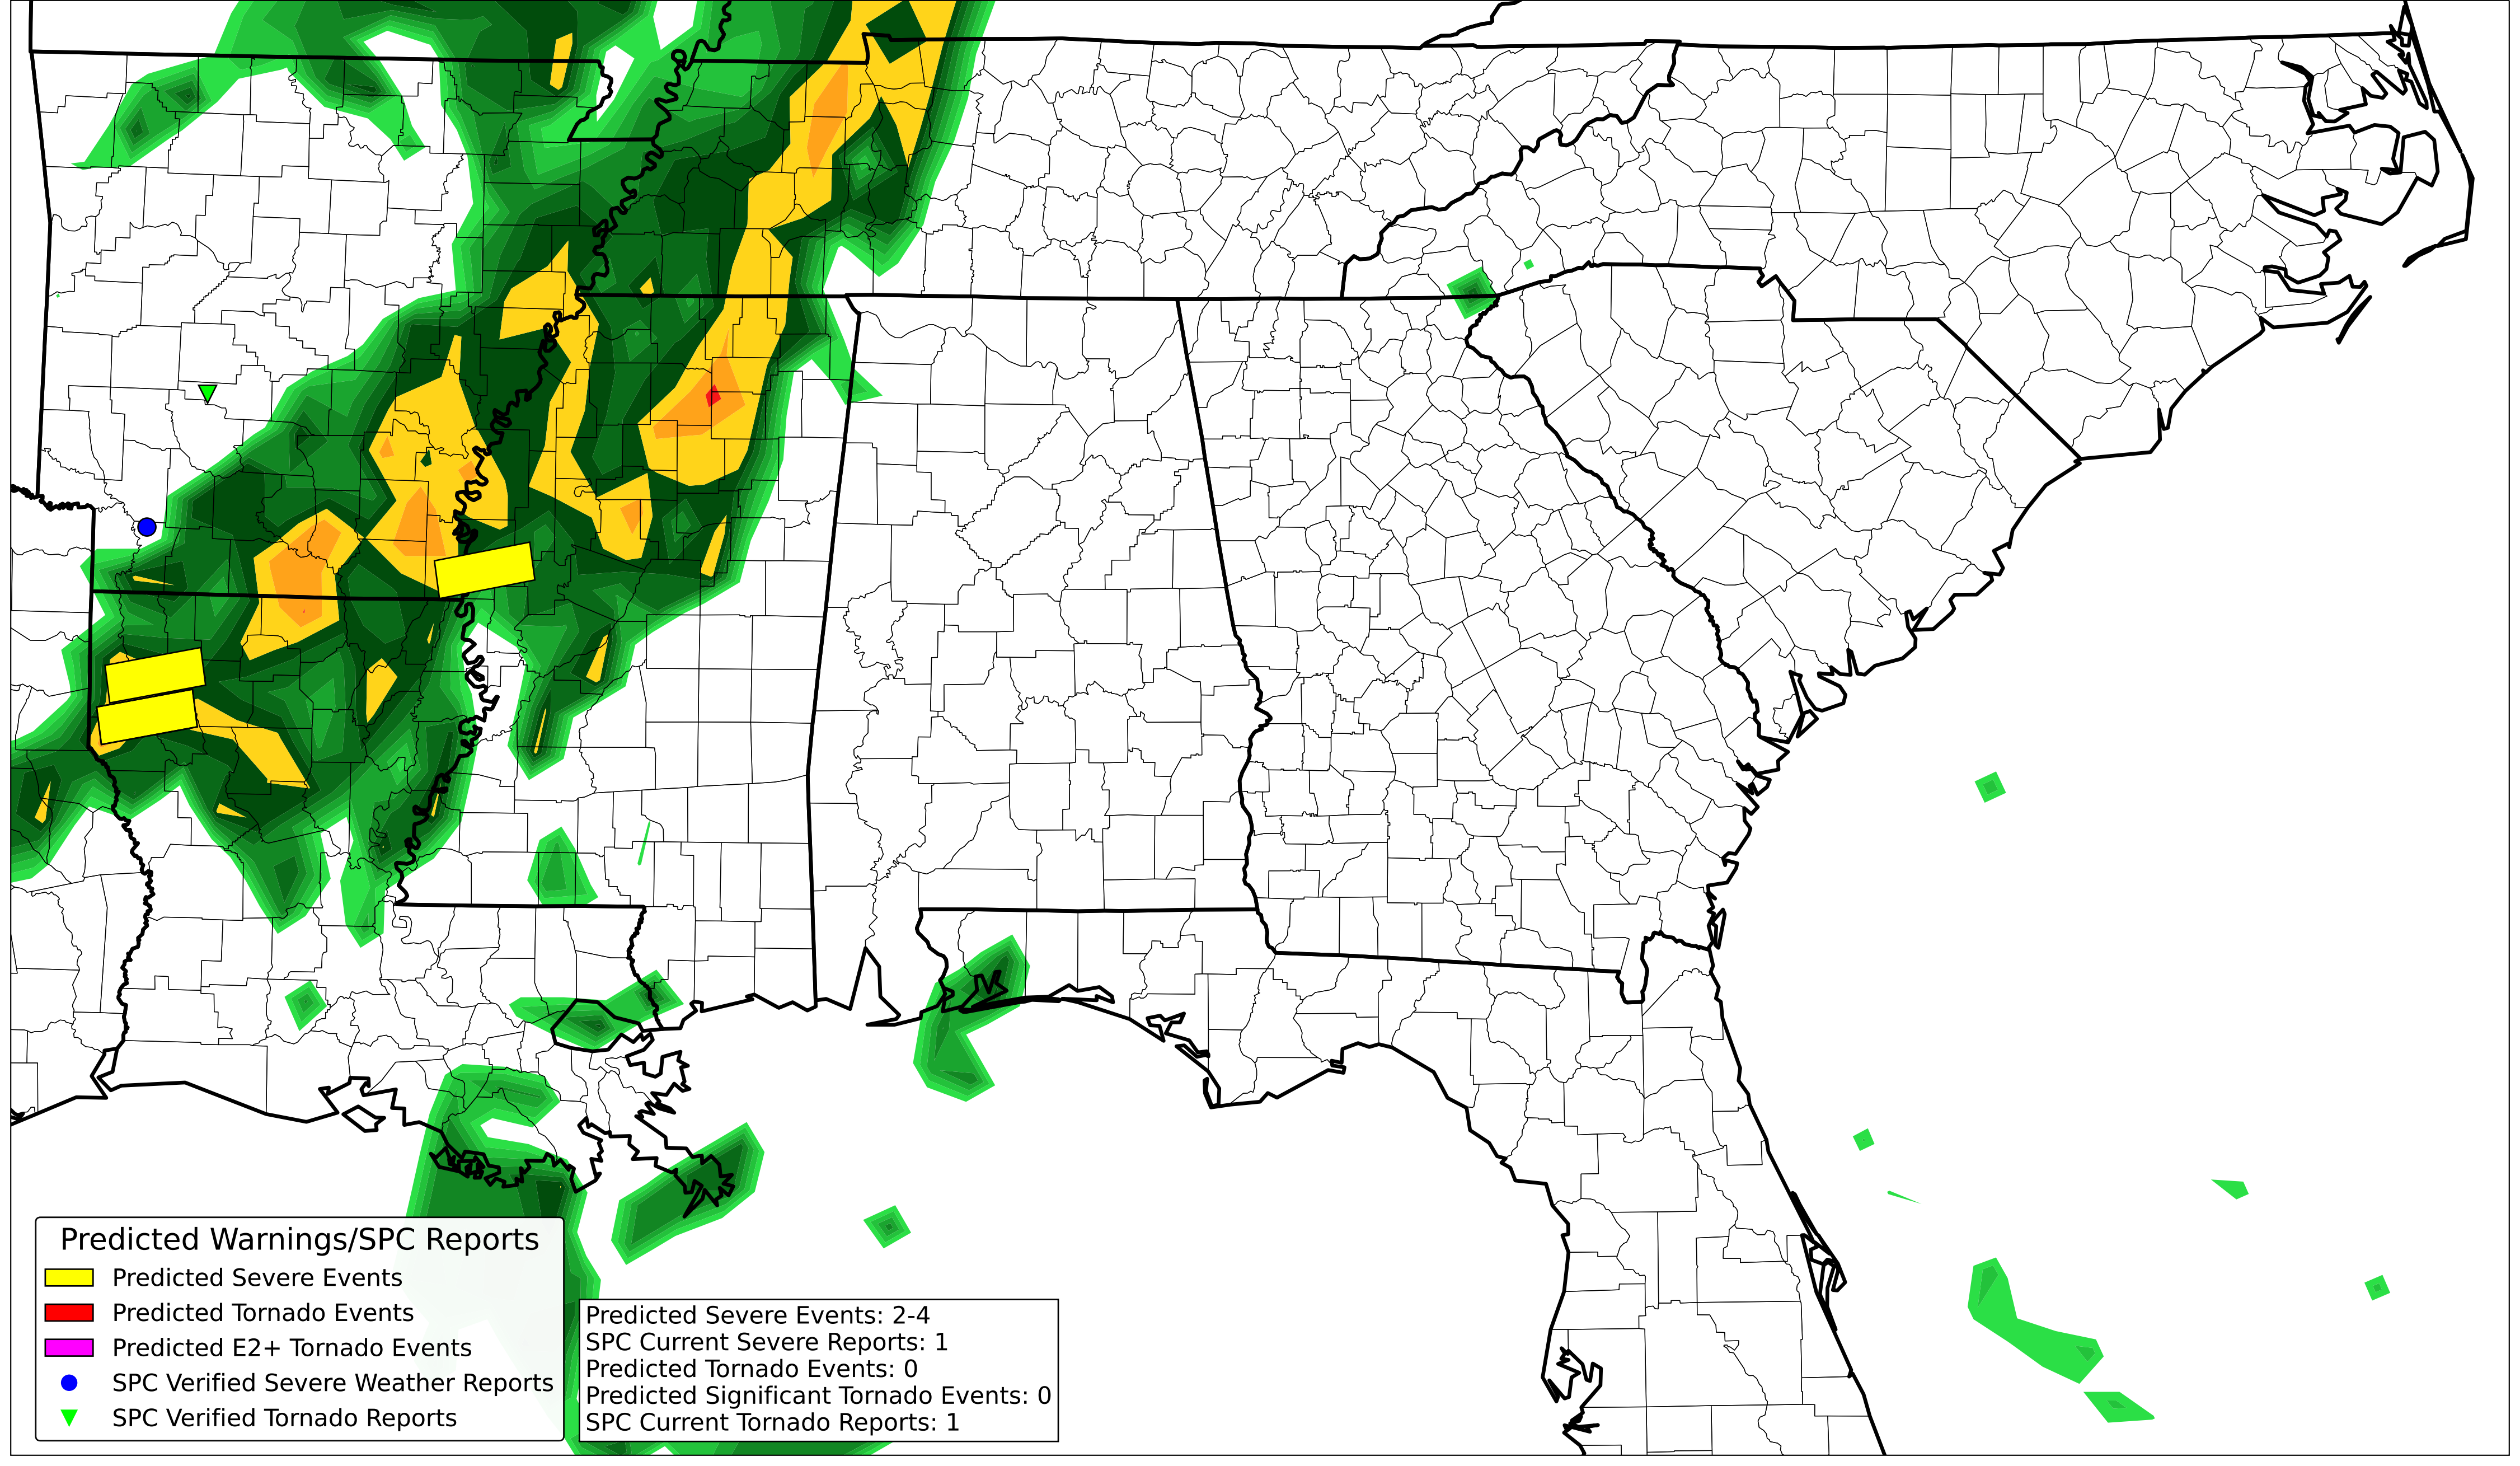 Predicted Warnings/SPC Reports
Predicted Severe Events
Predicted Tornado Events
Predicted E2+ Tornado Events
SPC Verified Severe Weather Reports
SPC Verified Tornado Reports
Predicted Severe Events: 2-4
SPC Current Severe Reports: 1
Predicted Tornado Events: 0
Predicted Significant Tornado Events: 0
SPC Current Tornado Reports: 1